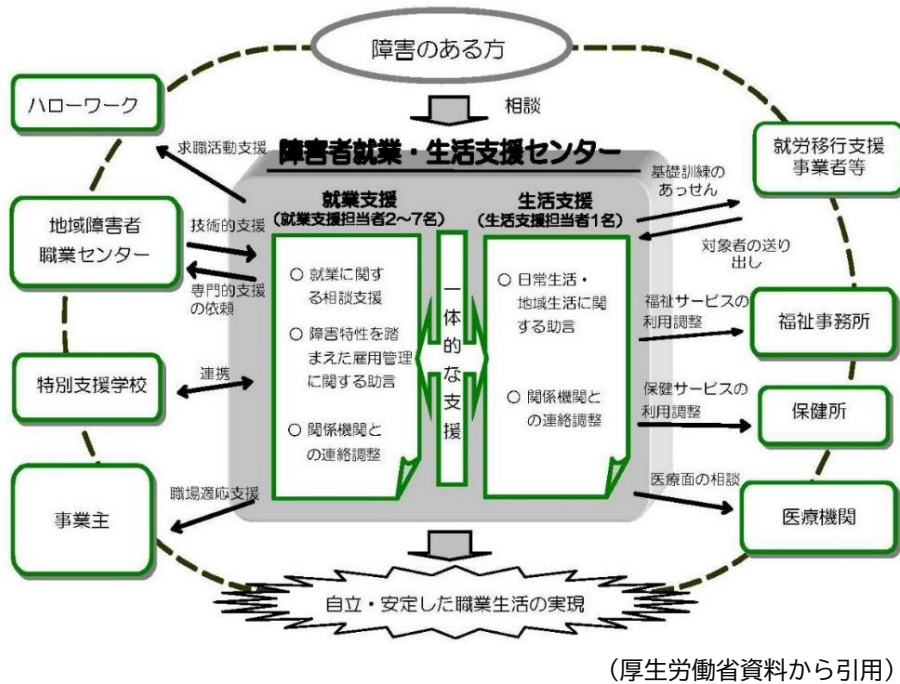 障害のある方
相談
障害者就業・生活支援センター
ハローワーク
求職活動支援
地域障害者
職業センター
技術的支援
専門的支援
の依頼
特別支援学校
連携
事業主
職場適応支援
就業支援
(就業支援担当者2〜7名)
○ 就業に関す
る相談支援
○ 障害特性を踏
まえた雇用管理
に関する助言
○ 関係機関と
の連絡調整
一体的な支援
生活支援
(生活支援担当者1名)
○ 日常生活・
地域生活に関
する助言
○ 関係機関と
の連絡調整
基礎訓練の
あっせん
就労移行支援
事業者等
対象者の送り
出し
福祉サービスの
利用調整
福祉事務所
保健サービスの
利用調整
保健所
医療面の相談
医療機関
自立・安定した職業生活の実現
(厚生労働省資料から引用)